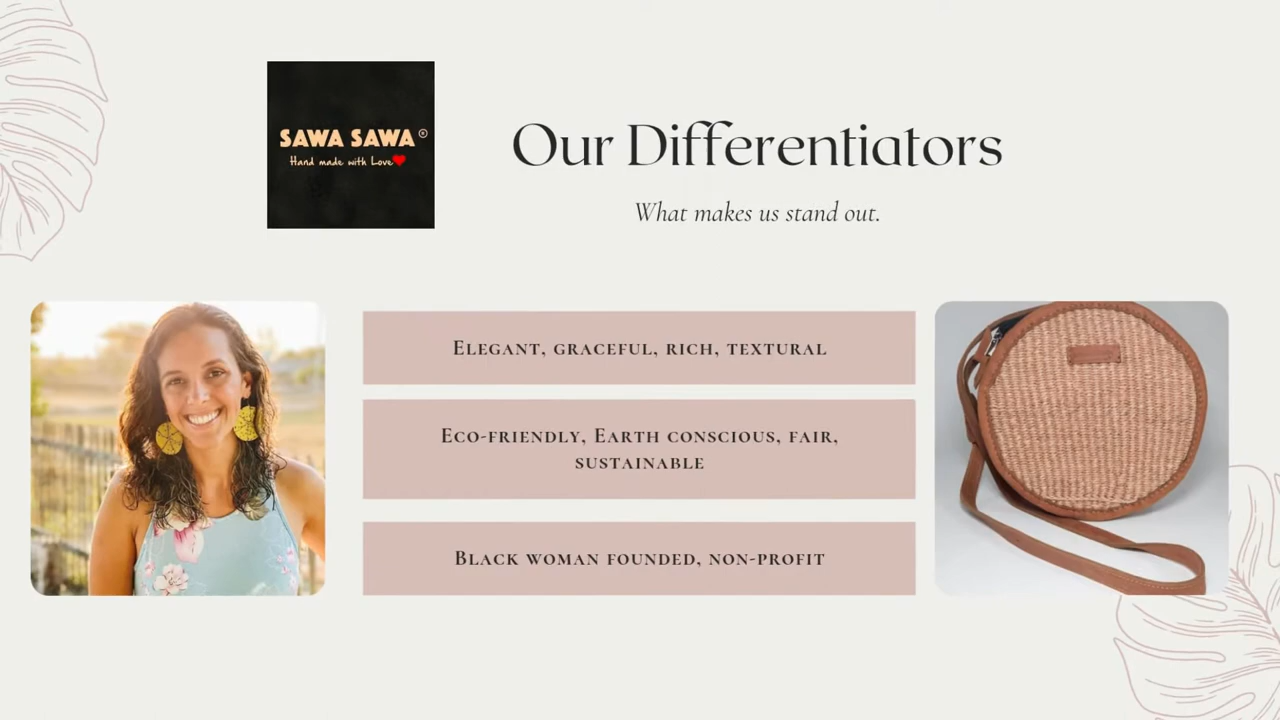 SAWA SAWA®
Hand made with Love
Our Differentiators
What makes us stand out.
Elegant, graceful, rich, textural
Eco-friendly, Earth conscious, fair,
sustainable
Black woman founded, non-profit